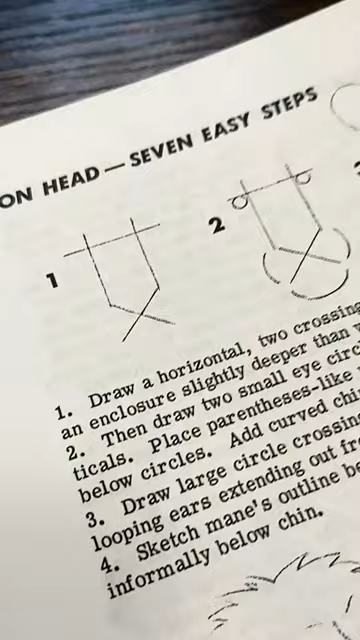 ON HEAD — SEVEN EASY STEPS
1
2
1. Draw a horizontal, two crossing
an enclosure slightly deeper than
2. Then draw two small eye circ
ticals. Place parentheses-like
below circles. Add curved chi
3. Draw large circle crossin
looping ears extending out fr
4. Sketch mane's outline be
informally below chin.